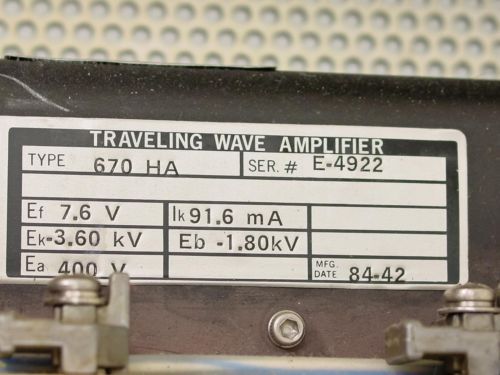 TRAVELING WAVE AMPLIFIER
TYPE 670 HA SER. # E-4922
Ef 7.6 V Ik 91.6 mA
Ek-3.60 kV Eb -1.80kV
Ea 400 V MFG. DATE 84-42